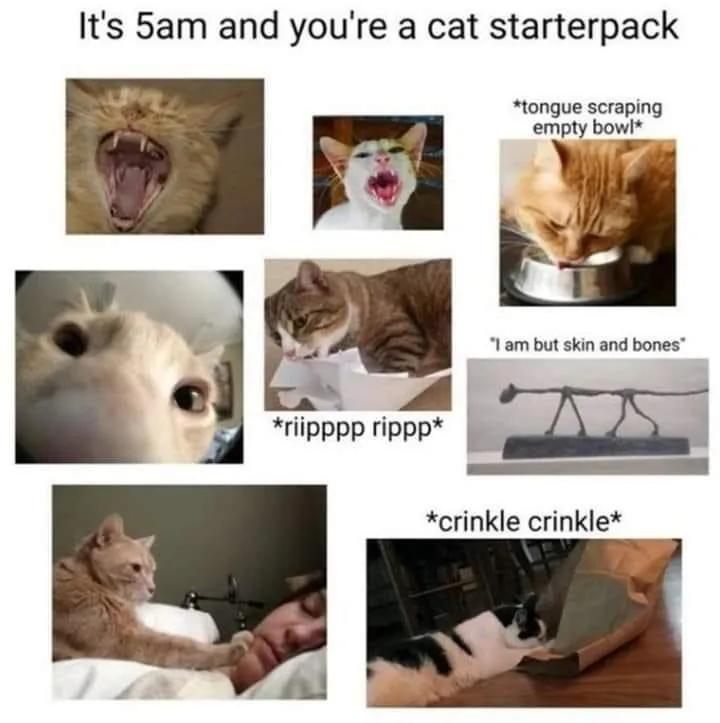 It's 5am and you're a cat starterpack
*tongue scraping
empty bowl*
"I am but skin and bones"
*riipppp rippp*
*crinkle crinkle*